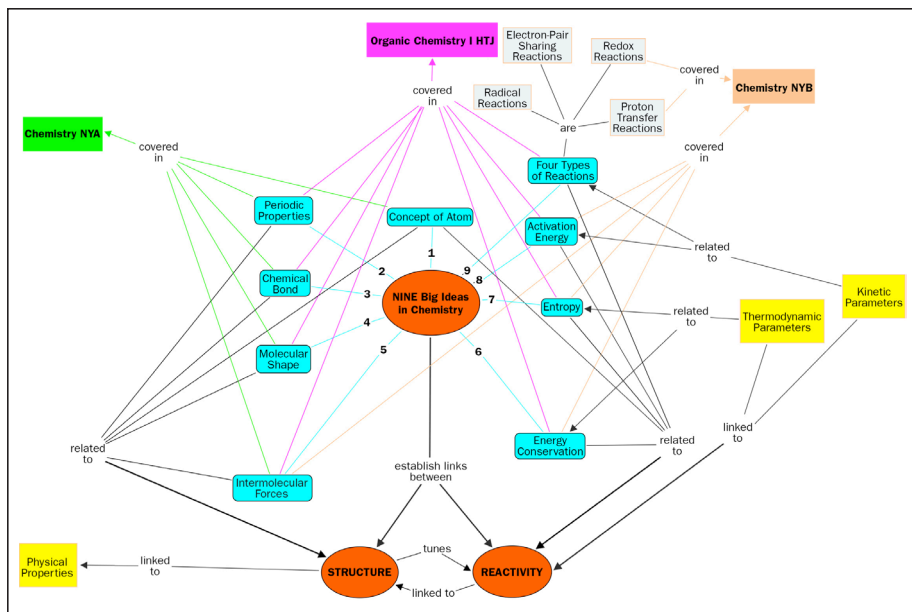 Organic Chemistry I HTJ
Electron-Pair
Sharing
Reactions
Redox
Reactions
covered
in
Chemistry NYB
Radical
Reactions
Proton
Transfer
Reactions
covered
in
are
Chemistry NYA
covered
in
covered
in
Four Types
of Reactions
Periodic
Properties
Concept of Atom
Activation
Energy
related
to
1
2
9
8
Chemical
Bond
3
NINE Big Ideas
in Chemistry
7
Entropy
related
to
Thermodynamic
Parameters
Kinetic
Parameters
4
5
6
Molecular
Shape
related
to
Energy
Conservation
related
to
linked
to
Intermolecular
Forces
establish links
between
Physical
Properties
linked
to
STRUCTURE
tunes
linked to
REACTIVITY